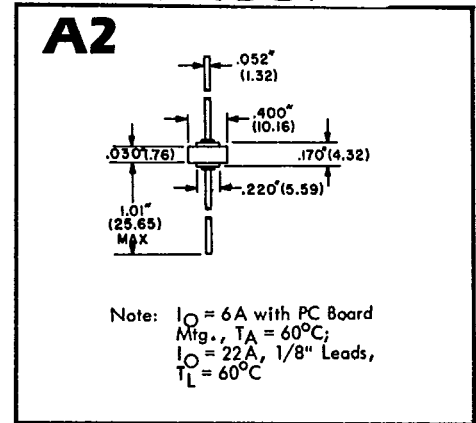 A2
.052"
(1.32)
.400"
(10.16)
.030"(.76)
.170"(4.32)
.220"(5.59)
1.01"
(25.65)
MAX
Note: IO = 6A with PC Board
Mtg., TA = 60°C;
IO = 22A, 1/8" Leads,
TL = 60°C